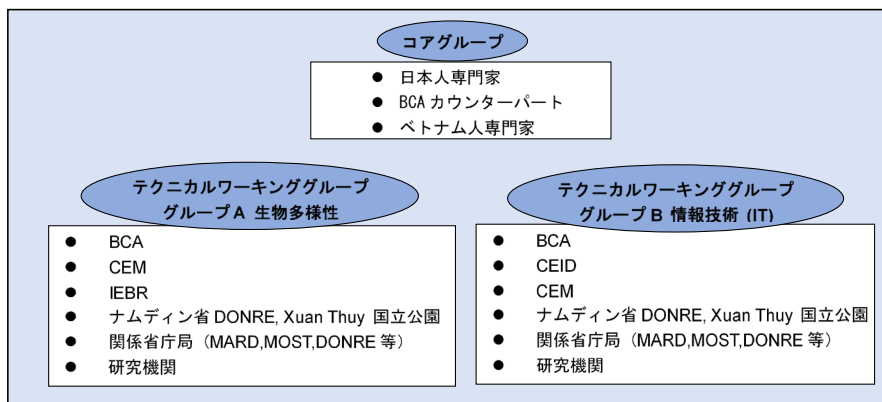 コアグループ
● 日本人専門家
● BCA カウンターパート
● ベトナム人専門家
テクニカルワーキンググループ
グループ A 生物多様性
● BCA
● CEM
● IEBR
● ナムディン省 DONRE, Xuan Thuy 国立公園
● 関係省庁局（MARD,MOST,DONRE 等）
● 研究機関
テクニカルワーキンググループ
グループ B 情報技術 (IT)
● BCA
● CEID
● CEM
● ナムディン省 DONRE, Xuan Thuy 国立公園
● 関係省庁局（MARD,MOST,DONRE 等）
● 研究機関